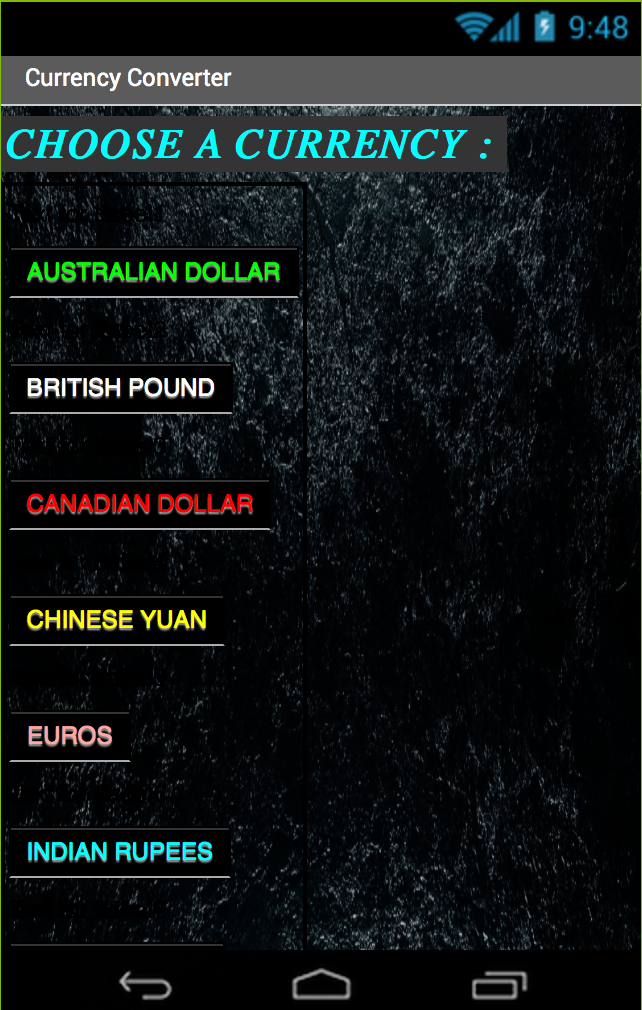 9:48
Currency Converter
CHOOSE A CURRENCY :
AUSTRALIAN DOLLAR
BRITISH POUND
CANADIAN DOLLAR
CHINESE YUAN
EUROS
INDIAN RUPEES